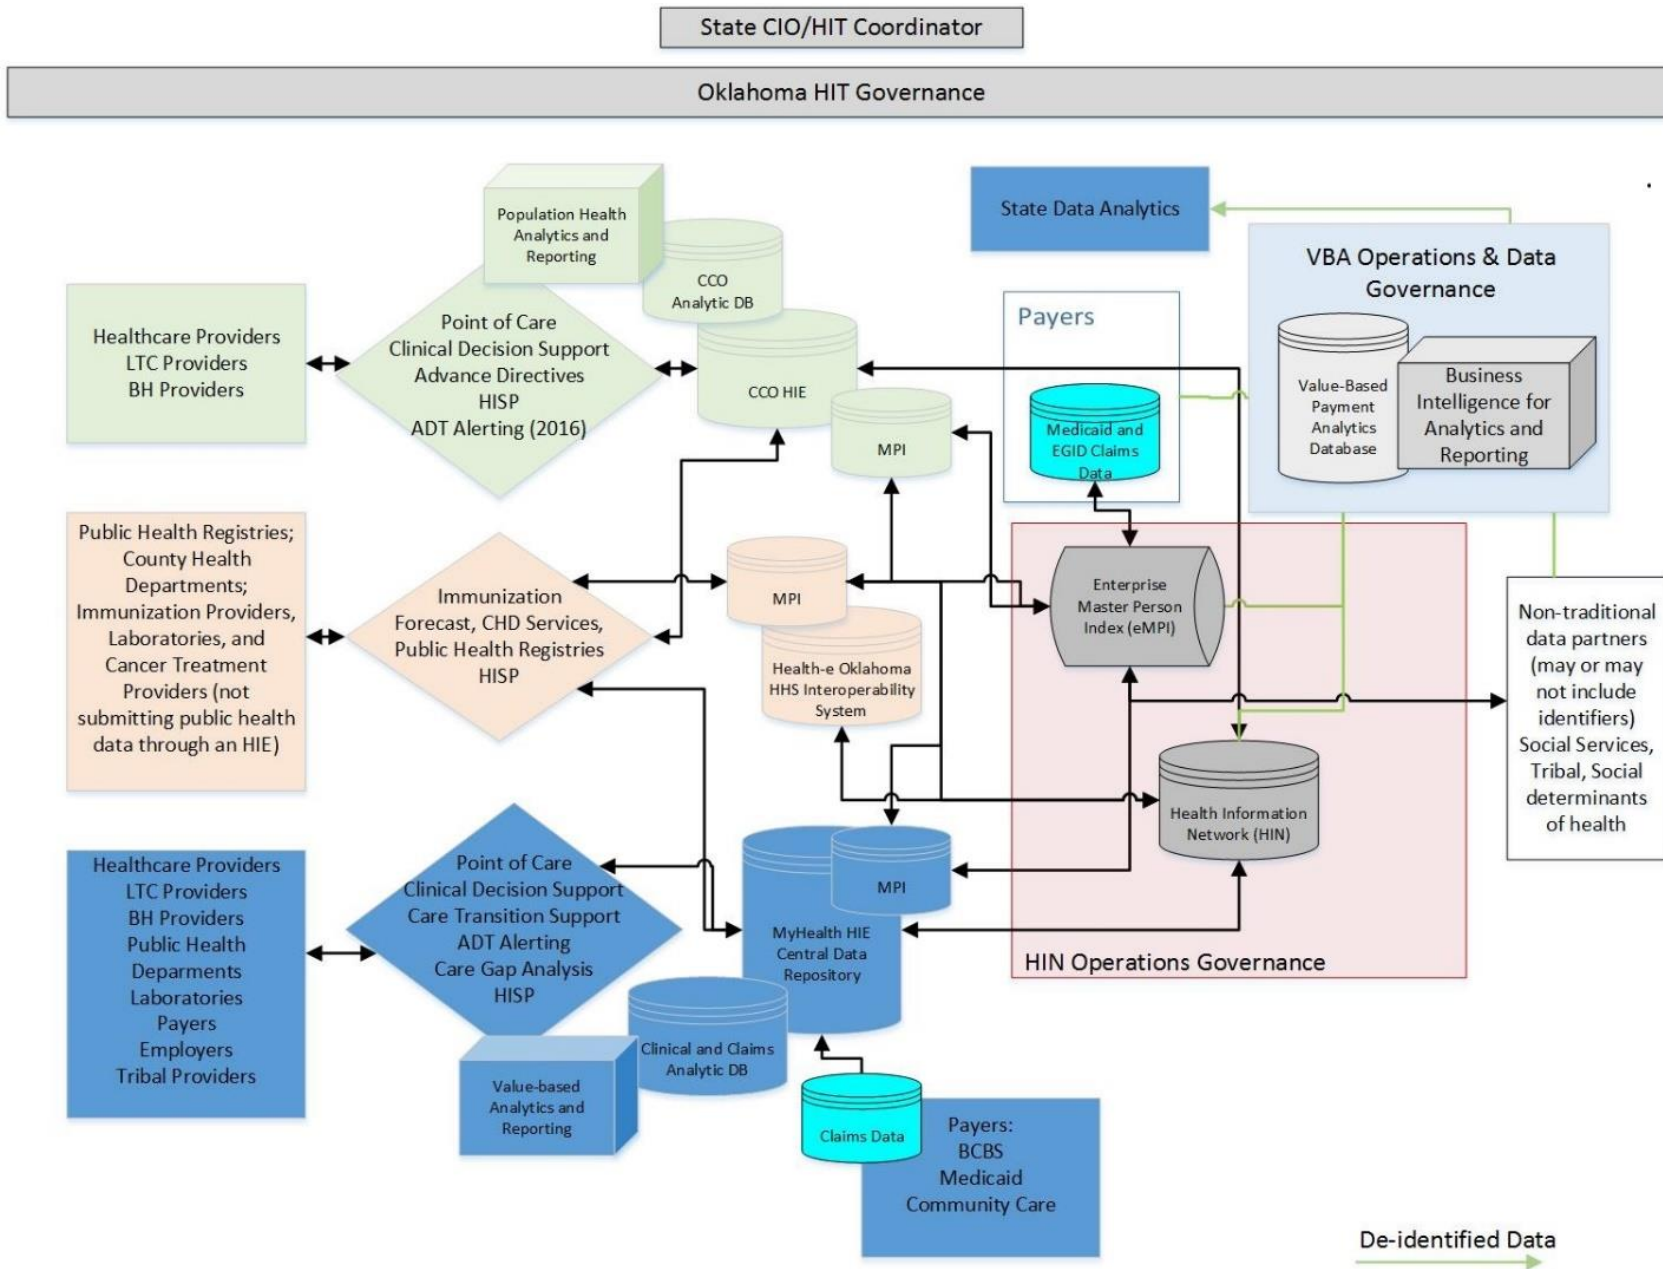 State CIO/HIT Coordinator
Oklahoma HIT Governance
Population Health
Analytics and
Reporting
CCO
Analytic DB
State Data Analytics
.
VBA Operations & Data
Governance
Value-Based
Payment
Analytics
Database
Business
Intelligence for
Analytics and
Reporting
Healthcare Providers
LTC Providers
BH Providers
Point of Care
Clinical Decision Support
Advance Directives
HISP
ADT Alerting (2016)
CCO HIE
MPI
Payers
Medicaid and
EGID Claims
Data
Public Health Registries;
County Health
Departments;
Immunization Providers,
Laboratories, and
Cancer Treatment
Providers (not
submitting public health
data through an HIE)
Immunization
Forecast, CHD Services,
Public Health Registries
HISP
MPI
Health-e Oklahoma
HHS Interoperability
System
Enterprise
Master Person
Index (eMPI)
Non-traditional
data partners
(may or may
not include
identifiers)
Social Services,
Tribal, Social
determinants
of health
Health Information
Network (HIN)
HIN Operations Governance
Healthcare Providers
LTC Providers
BH Providers
Public Health
Deparments
Laboratories
Payers
Employers
Tribal Providers
Point of Care
Clinical Decision Support
Care Transition Support
ADT Alerting
Care Gap Analysis
HISP
MPI
MyHealth HIE
Central Data
Repository
Clinical and Claims
Analytic DB
Value-based
Analytics and
Reporting
Claims Data
Payers:
BCBS
Medicaid
Community Care
De-identified Data